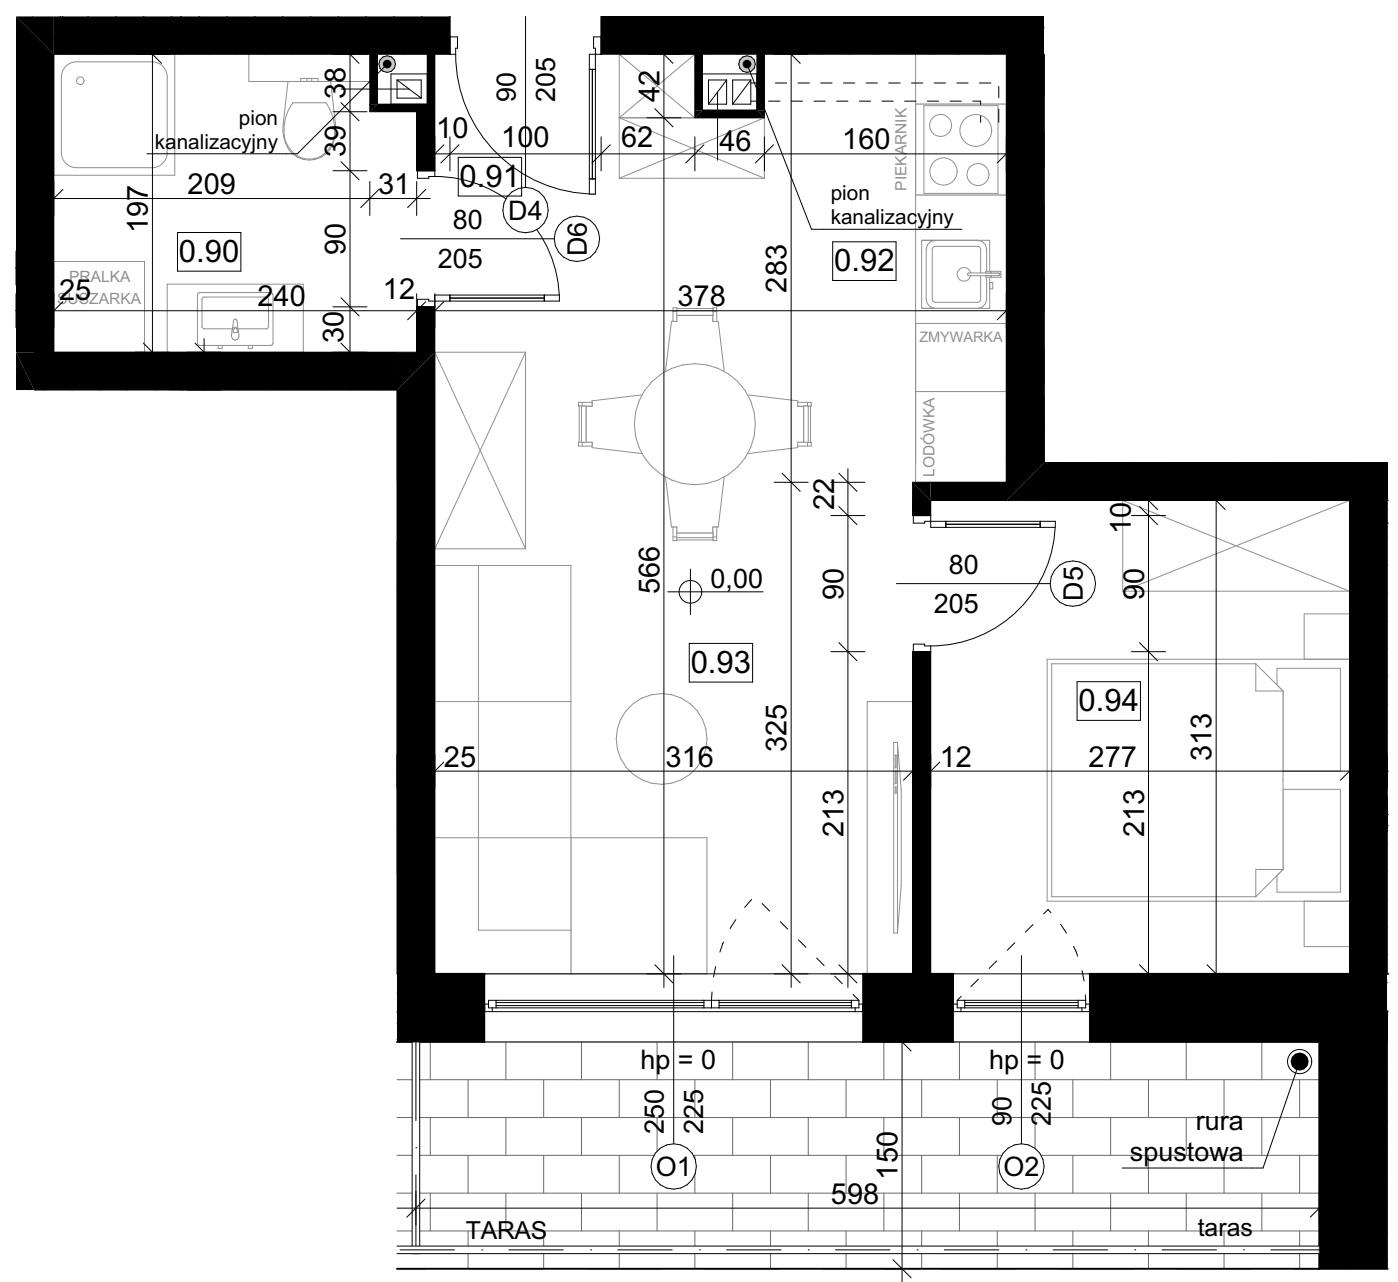 90
205
38
42
pion
kanalizacyjny
39
10
100
62
46
160
PIEKARNIK
209
31
0.91
197
80
D4
D6
pion
kanalizacyjny
0.90
90
205
283
0.92
PRALKA
SUSZARKA
25
240
12
378
30
ZMYWARKA
LODÓWKA
22
10
566
0,00
90
80
205
D5
90
0.93
0.94
325
313
25
316
12
277
213
213
hp = 0
hp = 0
250
225
90
225
rura
spustowa
O1
150
O2
598
TARAS
taras